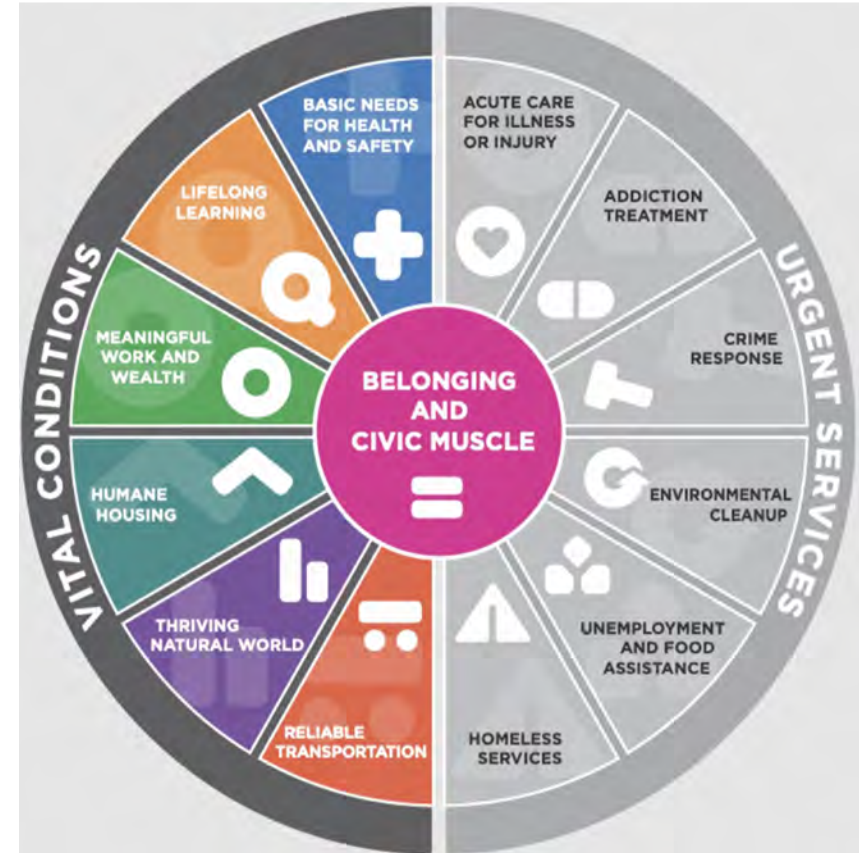 VITAL CONDITIONS
BASIC NEEDS
FOR HEALTH
AND SAFETY
LIFELONG
LEARNING
MEANINGFUL
WORK AND
WEALTH
HUMANE
HOUSING
THRIVING
NATURAL WORLD
RELIABLE
TRANSPORTATION
BELONGING
AND
CIVIC MUSCLE
URGENT SERVICES
ACUTE CARE
FOR ILLNESS
OR INJURY
ADDICTION
TREATMENT
CRIME
RESPONSE
ENVIRONMENTAL
CLEANUP
UNEMPLOYMENT
AND FOOD
ASSISTANCE
HOMELESS
SERVICES